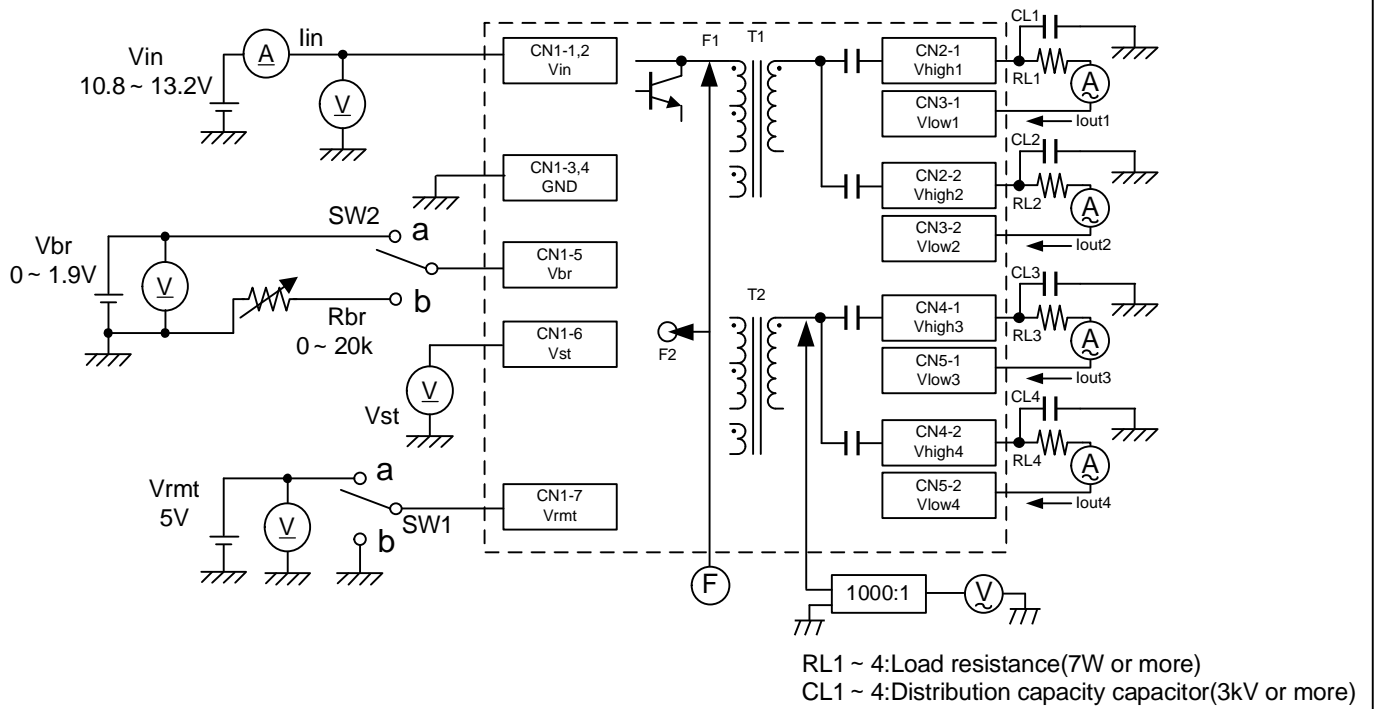 Vin
10.8 ~ 13.2V
A
Iin
V
CN1-1,2
Vin
F1
T1
CN2-1
Vhigh1
CL1
RL1
A
CN3-1
Vlow1
Iout1
CN1-3,4
GND
CN2-2
Vhigh2
CL2
RL2
A
CN3-2
Vlow2
Iout2
SW2
a
b
Vbr
0 ~ 1.9V
V
Rbr
0 ~ 20k
CN1-5
Vbr
CN1-6
Vst
V
Vst
F2
T2
CN4-1
Vhigh3
CL3
RL3
A
CN5-1
Vlow3
Iout3
CN4-2
Vhigh4
CL4
RL4
A
CN5-2
Vlow4
Iout4
Vrmt
5V
V
a
b
SW1
CN1-7
Vrmt
F
1000:1
V
RL1 ~ 4:Load resistance(7W or more)
CL1 ~ 4:Distribution capacity capacitor(3kV or more)